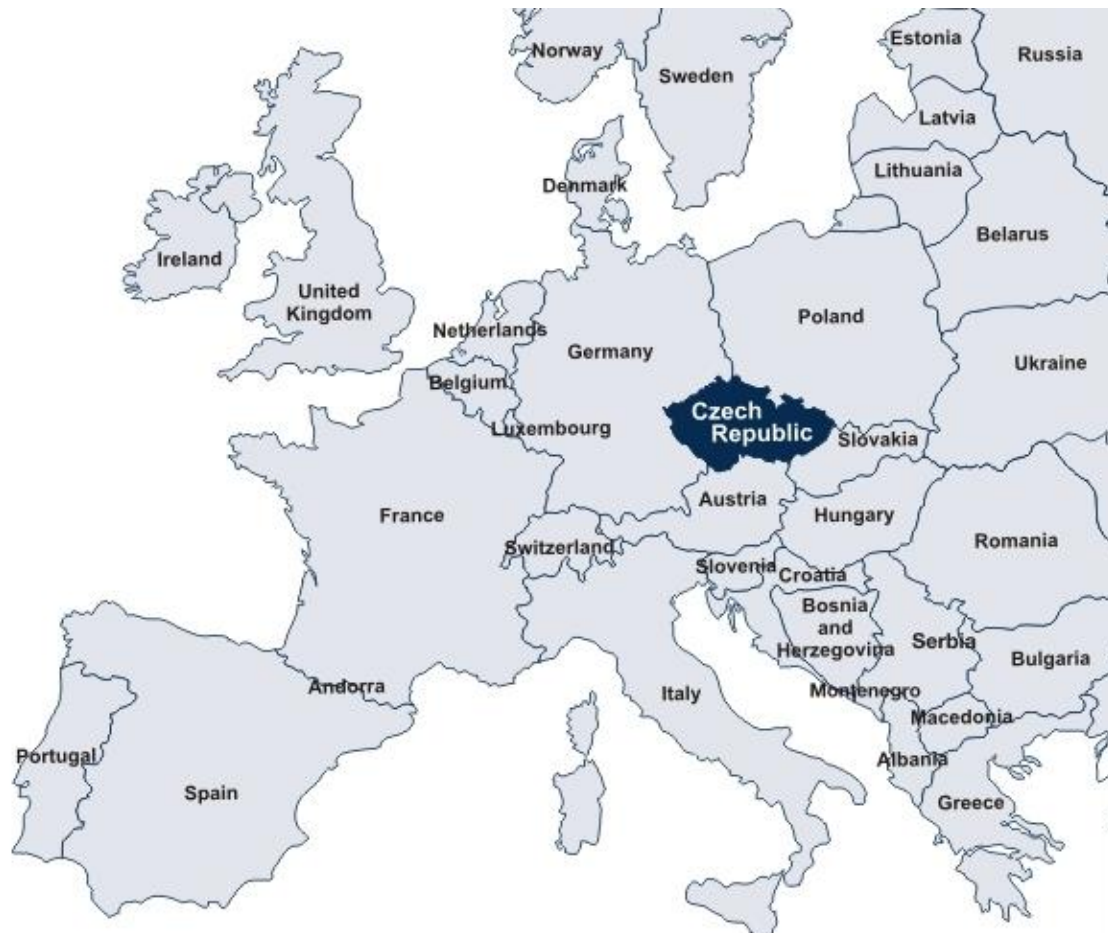 Norway
Sweden
Estonia
Russia
Latvia
Lithuania
Denmark
Belarus
Ireland
United
Kingdom
Netherlands
Germany
Poland
Ukraine
Belgium
Luxembourg
Czech
Republic
Slovakia
France
Austria
Hungary
Switzerland
Slovenia
Croatia
Romania
Bosnia
and
Herzegovina
Serbia
Bulgaria
Andorra
Italy
Montenegro
Macedonia
Portugal
Albania
Spain
Greece